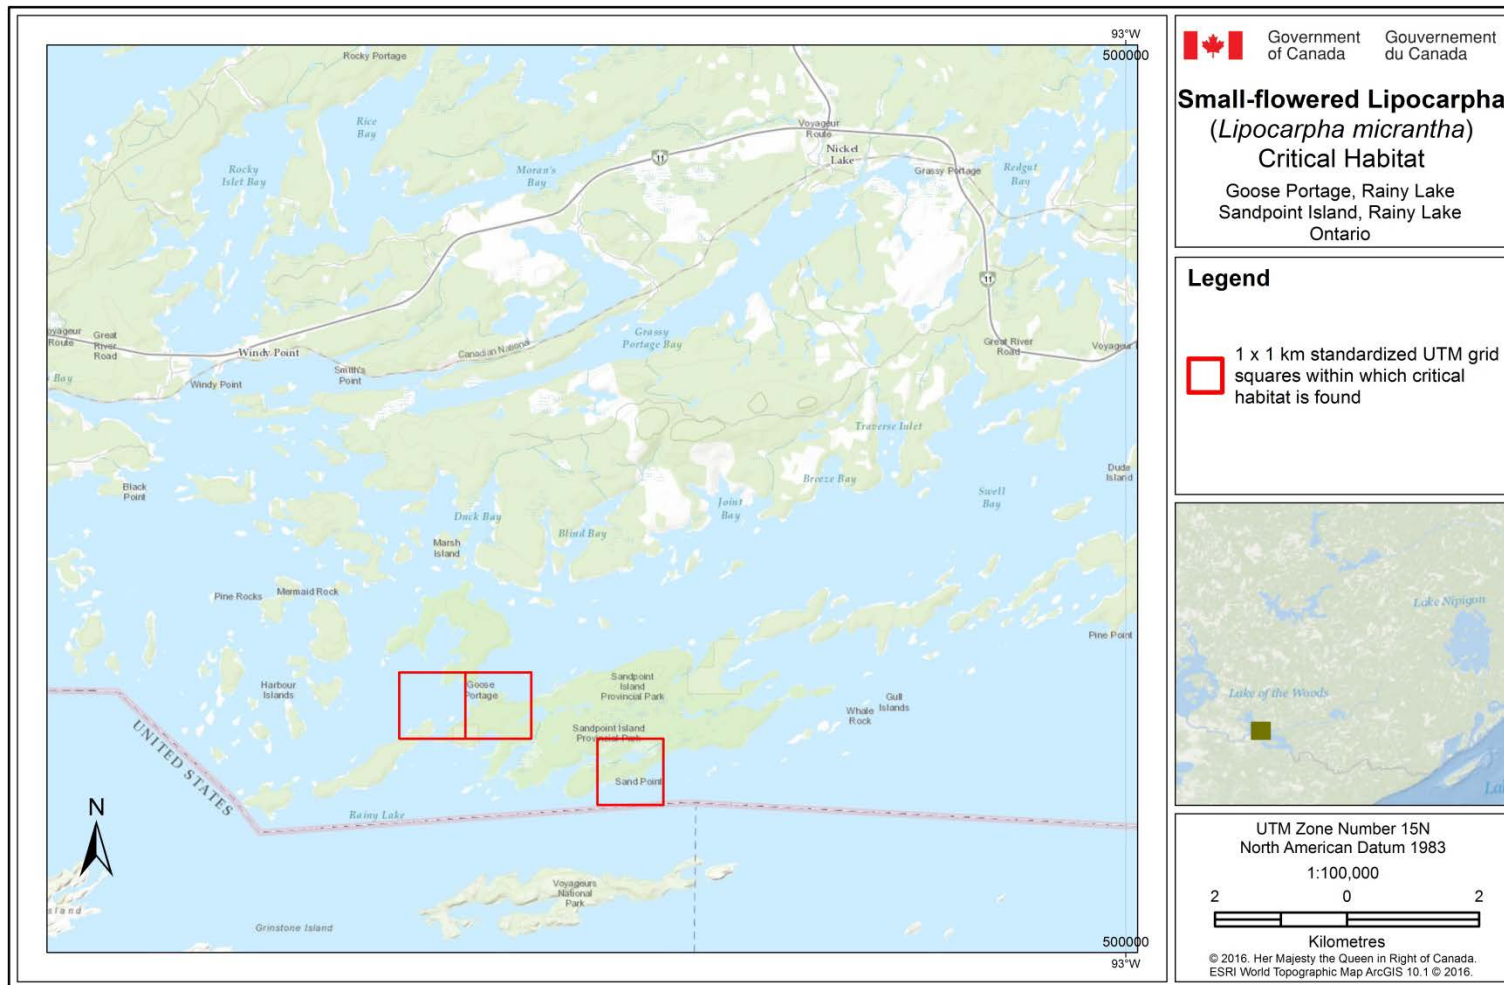 93°W
500000
Rocky Portage
Rice
Bay
Voyageur
Route
11
Nickel
Lake
Rocky
Islet Bay
Moran's
Bay
Grassy Portage
Redgut
Bay
11
Great
River
Road
Route
Windy Point
Grassy
Portage Bay
Canadian National
Great River
Road
Voyageur
Smith's
Point
Windy Point
Bay
Traverse Inlet
Black
Point
Dude
Island
Breeze Bay
Swell
Bay
Joint
Bay
Duck Bay
Blind Bay
Marsh
Island
Pine Rocks
Mermaid Rock
Pine Point
Harbour
Islands
Goose
Portage
Sandpoint
Island
Provincial Park
Gull
Islands
Whale
Rock
Sandpoint Island
Provincial Park
UNITED STATES
Sand Point
Rainy Lake
N
Voyageurs
National
Park
Grinstone Island
500000
93°W
Government
of Canada
Gouvernement
du Canada
Small-flowered Lipocarpha
(Lipocarpha micrantha)
Critical Habitat
Goose Portage, Rainy Lake
Sandpoint Island, Rainy Lake
Ontario
Legend
1 x 1 km standardized UTM grid
squares within which critical
habitat is found
Lake Nipigon
Lake of the Woods
UTM Zone Number 15N
North American Datum 1983
1:100,000
2 0 2
Kilometres
© 2016. Her Majesty the Queen in Right of Canada.
ESRI World Topographic Map ArcGIS 10.1 © 2016.